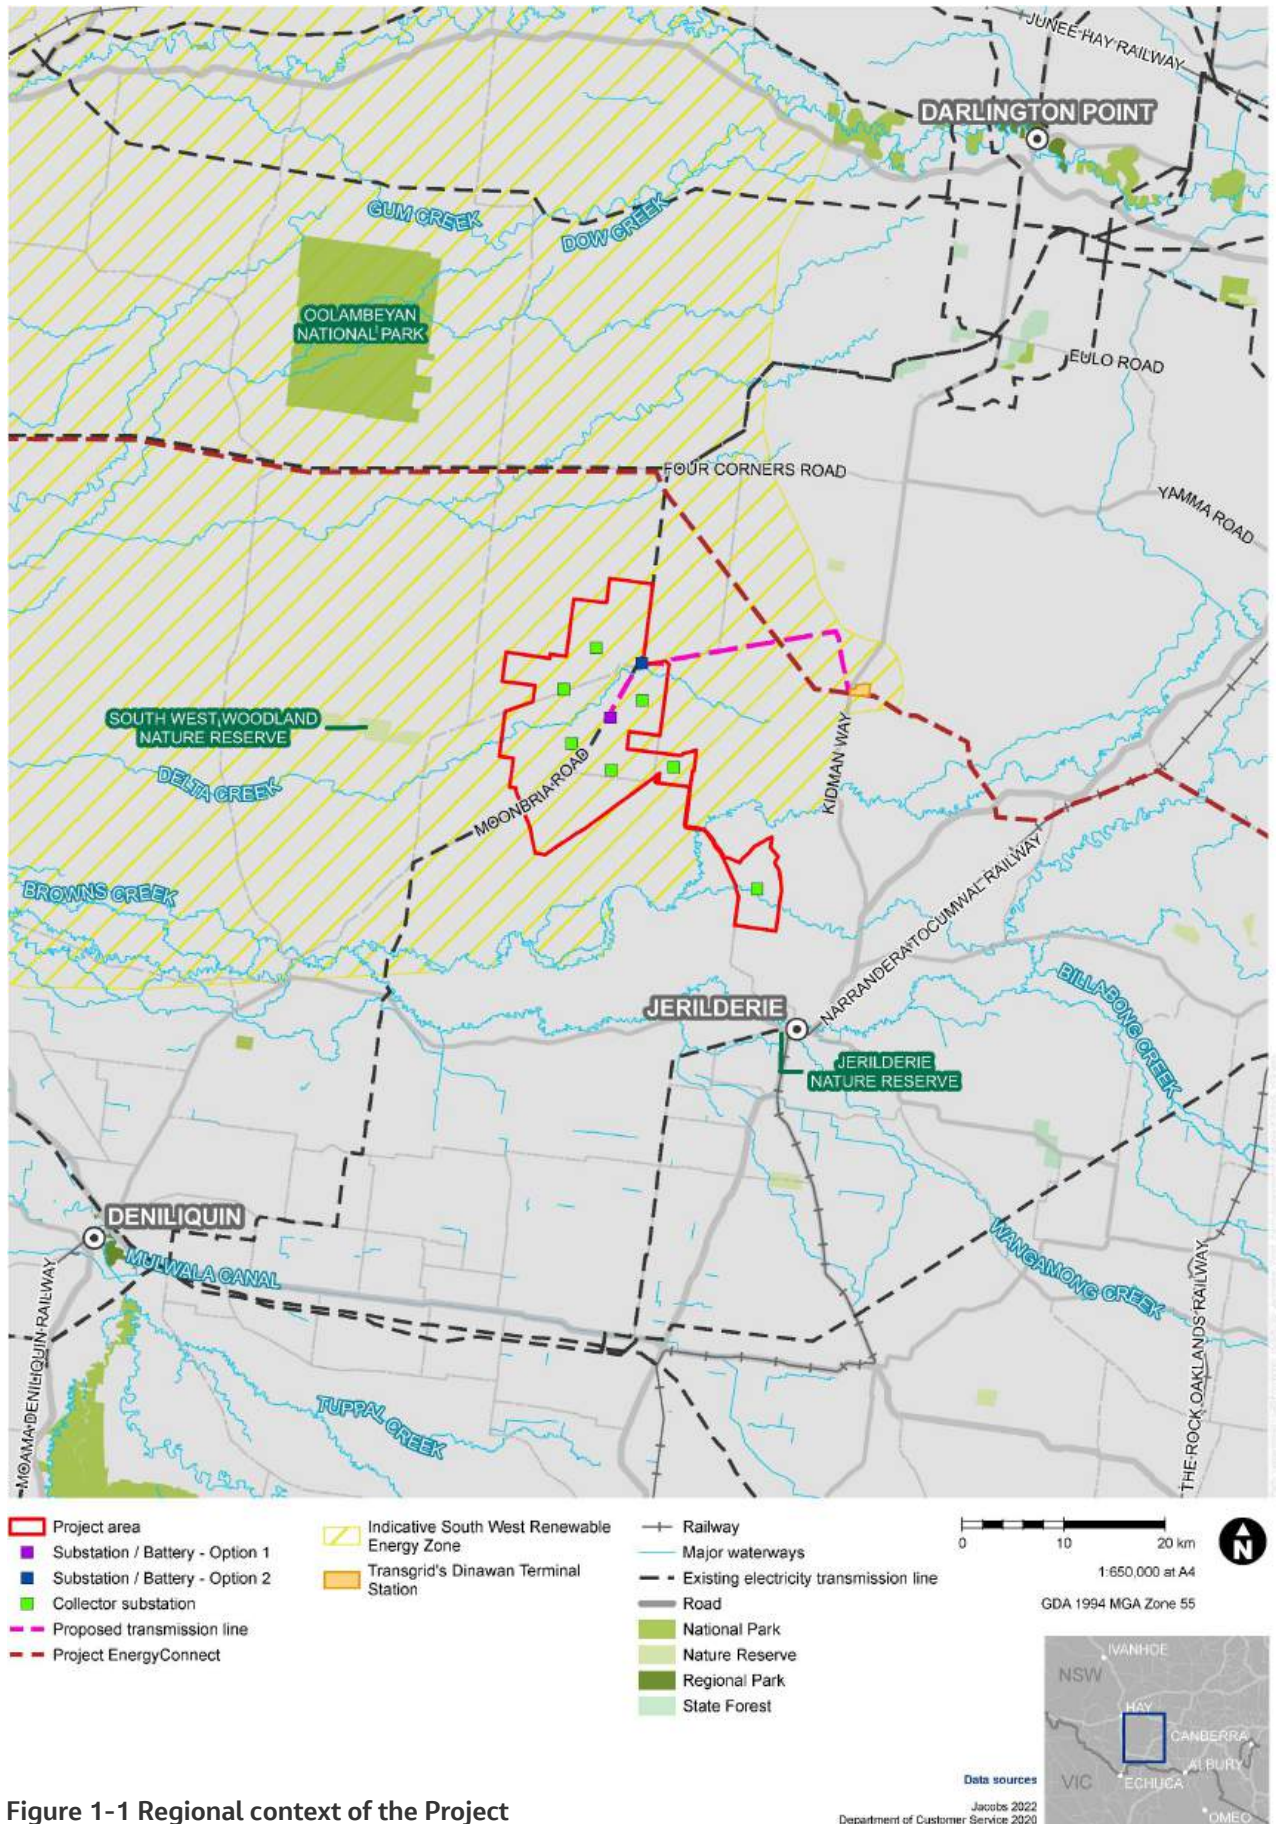 JUNEE HAY RAILWAY
DARLINGTON POINT
GUM CREEK
DOW CREEK
OOLAMBEYAN
NATIONAL PARK
EULO ROAD
FOUR CORNERS ROAD
YAMMA ROAD
SOUTH WEST WOODLAND
NATURE RESERVE
DELTA CREEK
MOONBRIA ROAD
KIDMAN WAY
BROWNS CREEK
NARRANDERA TOCUMWAL RAILWAY
BILLABONG CREEK
JERILDERIE
JERILDERIE
NATURE RESERVE
DENILIQUIN
MULWALA CANAL
WANGAMONG CREEK
MOAMA DENILIQUIN RAILWAY
THE ROCK OAKLANDS RAILWAY
TUPPAL CREEK
Project area
Substation / Battery - Option 1
Substation / Battery - Option 2
Collector substation
Proposed transmission line
Project EnergyConnect
Indicative South West Renewable
Energy Zone
Transgrid's Dinawan Terminal
Station
Railway
Major waterways
Existing electricity transmission line
Road
National Park
Nature Reserve
Regional Park
State Forest
0 10 20 km
N
1:650,000 at A4
GDA 1994 MGA Zone 55
IVANHOE
NSW
HAY
CANBERRA
ALBURY
VIC
ECHUCA
OMEO
Data sources
Jacobs 2022
Department of Customer Service 2020
Figure 1-1 Regional context of the Project